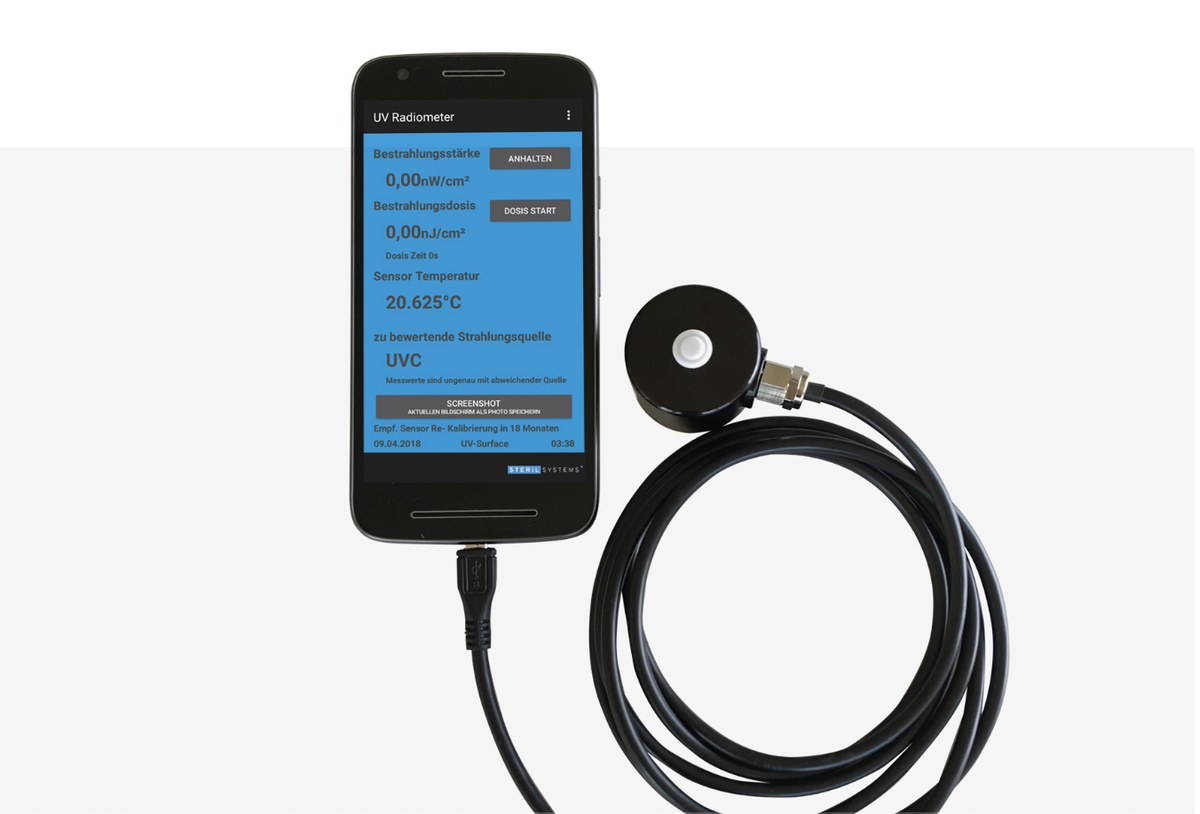 UV Radiometer
Bestrahlungsstärke
ANHALTEN
0,00nW/cm²
Bestrahlungsdosis
DOSIS START
0,00nJ/cm²
Dosis Zeit 0s
Sensor Temperatur
20.625°C
zu bewertende Strahlungsquelle
UVC
Messwerte sind ungenau mit abweichender Quelle
SCREENSHOT
AKTUELLEN BILDSCHIRM ALS PHOTO SPEICHERN
Empf. Sensor Re- Kalibrierung in 18 Monaten
09.04.2018 UV-Surface 03:38
STERILSYSTEMS